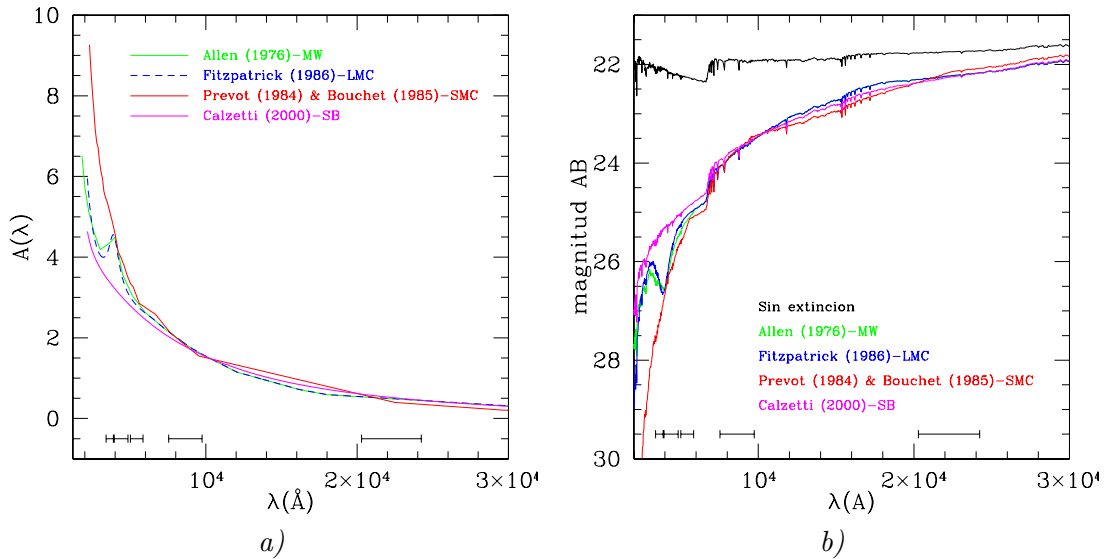 10
8
6
4
2
0
A(λ)
Allen (1976)-MW
Fitzpatrick (1986)-LMC
Prevot (1984) & Bouchet (1985)-SMC
Calzetti (2000)-SB
10⁴
2×10⁴
3×10⁴
λ(Å)
a)
22
24
26
28
30
magnitud AB
Sin extincion
Allen (1976)-MW
Fitzpatrick (1986)-LMC
Prevot (1984) & Bouchet (1985)-SMC
Calzetti (2000)-SB
10⁴
2×10⁴
3×10⁴
λ(A)
b)